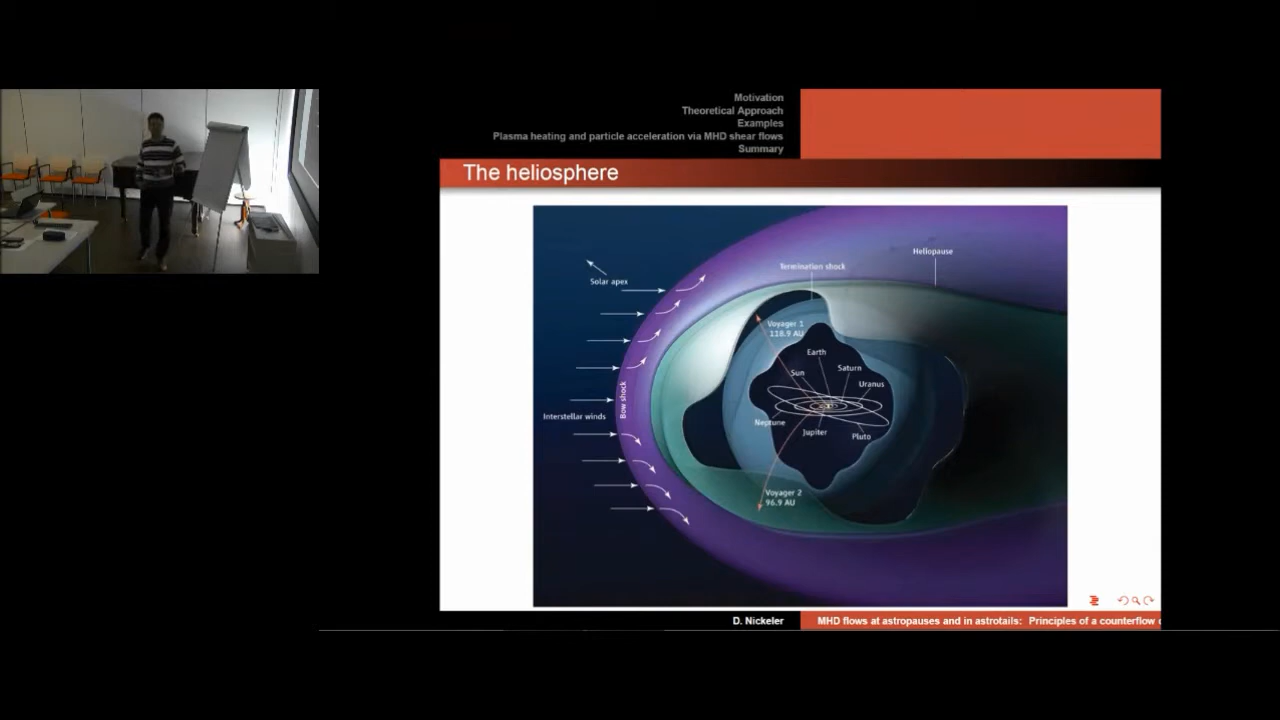 Motivation
Theoretical Approach
Examples
Plasma heating and particle acceleration via MHD shear flows
Summary
The heliosphere
Heliopause
Termination shock
Solar apex
Voyager 1
118.9 AU
Earth
Saturn
Sun
Uranus
Bow shock
Interstellar winds
Neptune
Jupiter
Pluto
Voyager 2
96.9 AU
D. Nickeler
MHD flows at astropauses and in astrotails: Principles of a counterflow